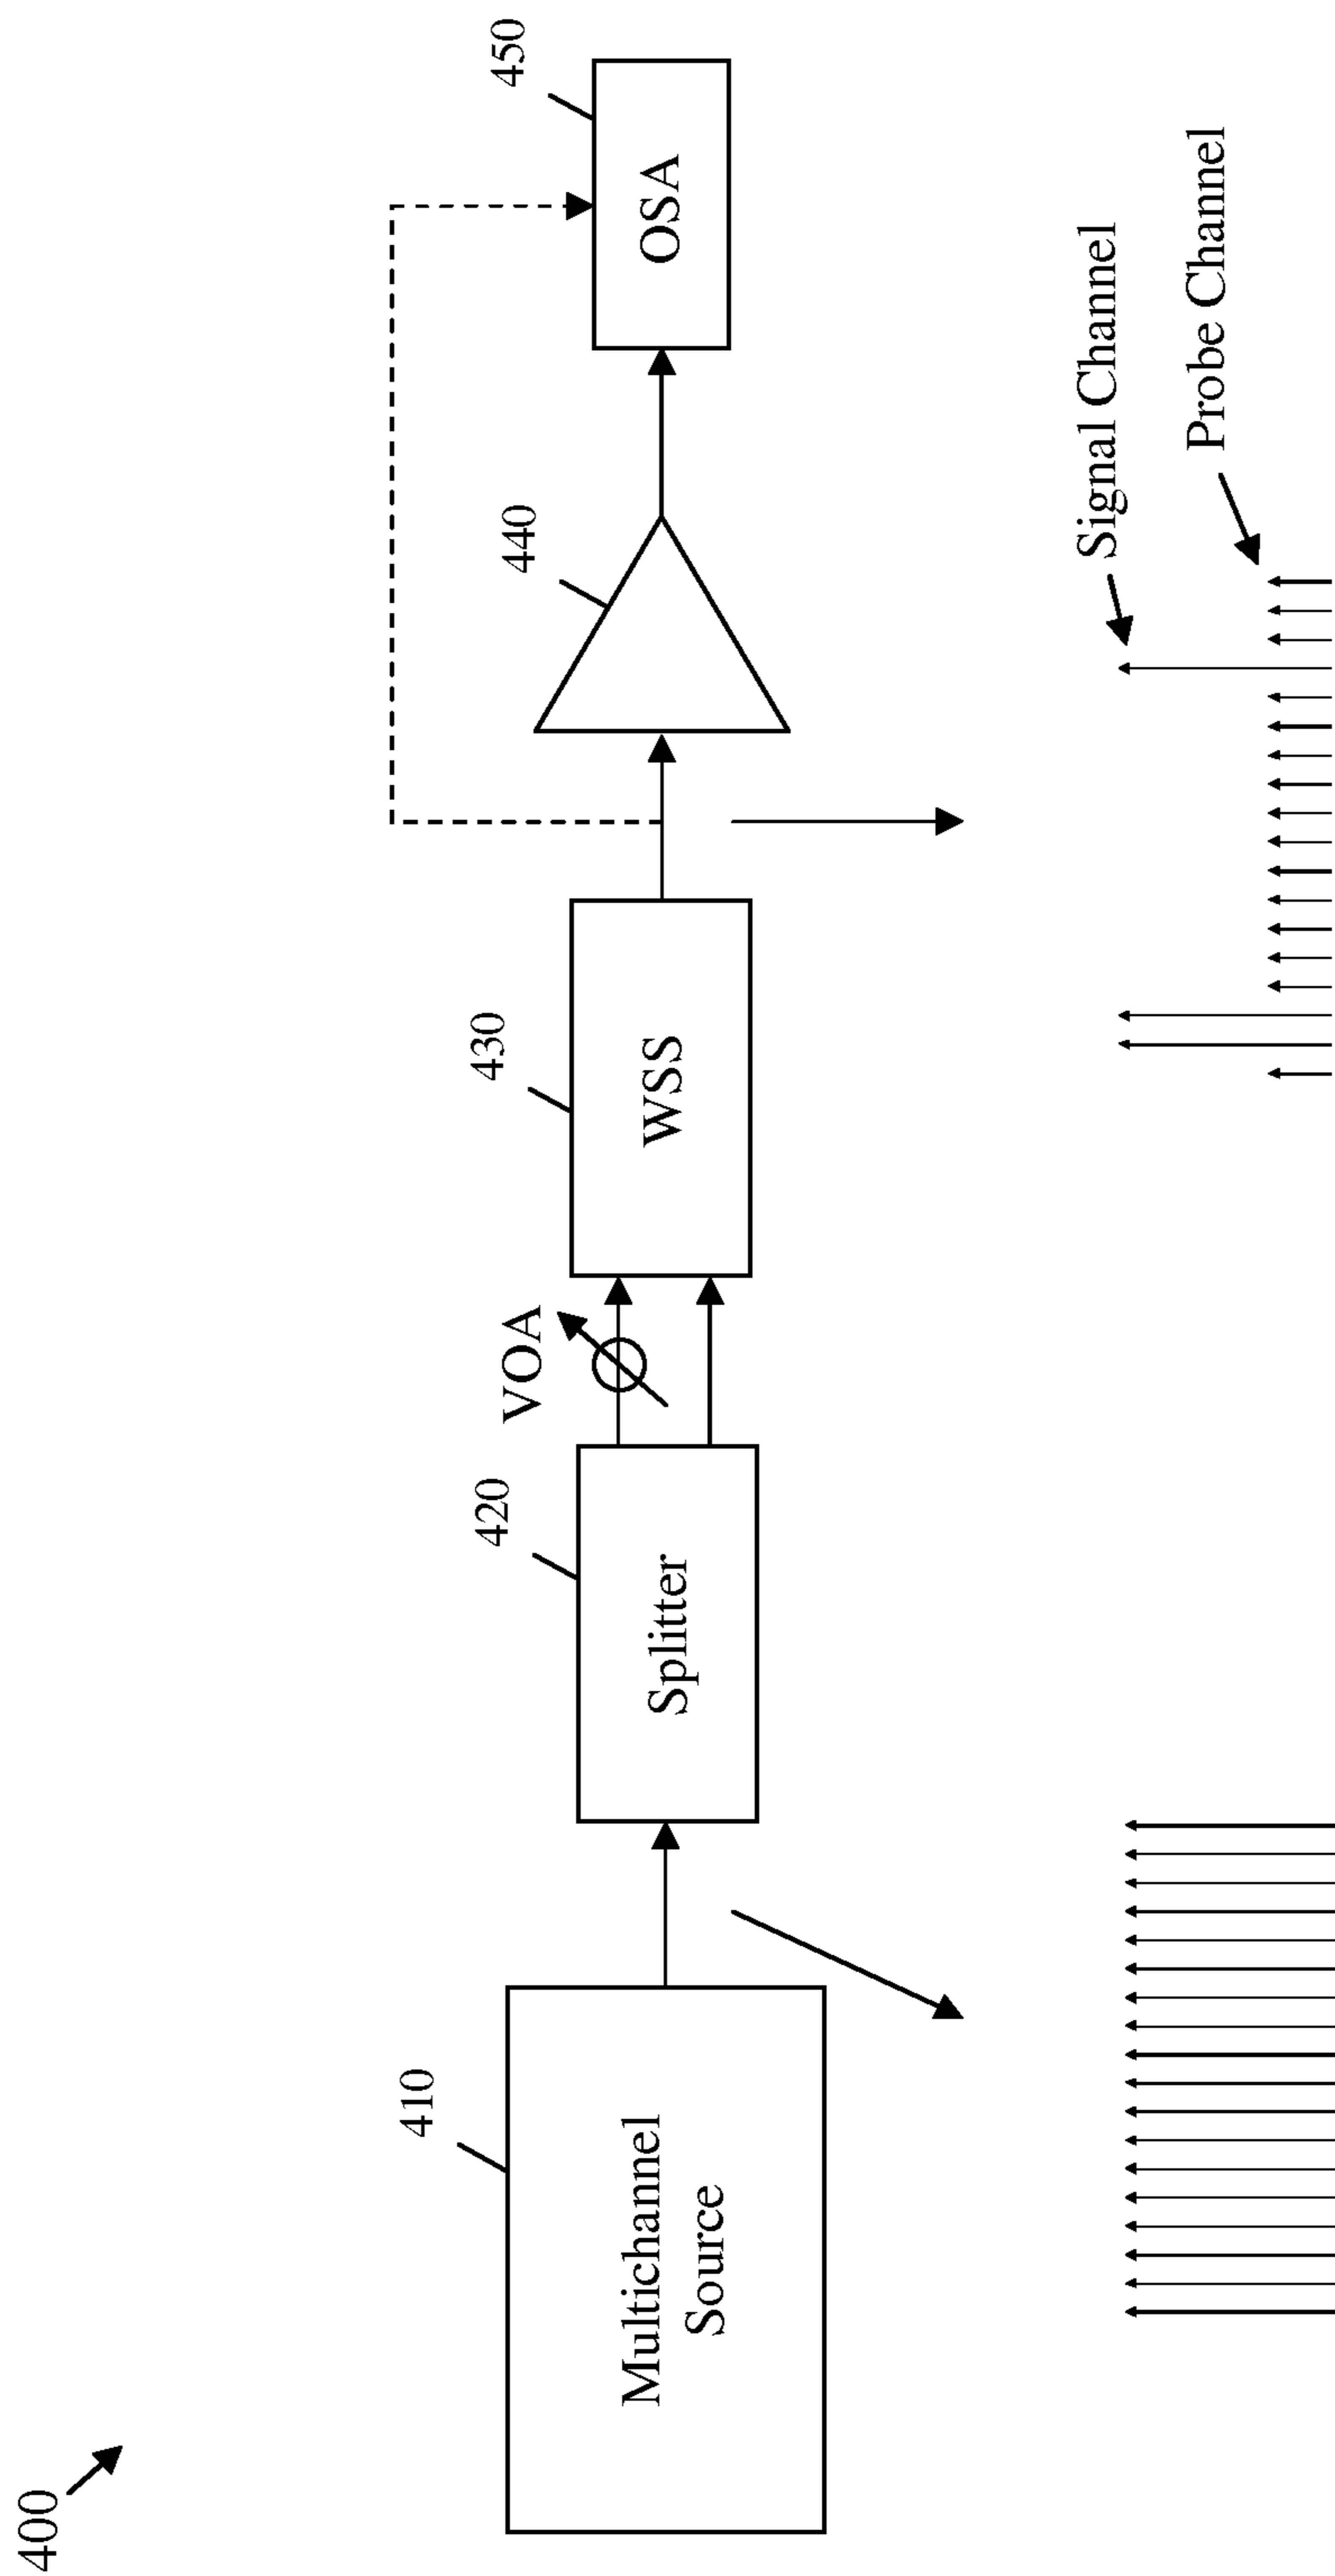 400
410
Multichannel
Source
420
Splitter
VOA
430
WSS
440
450
OSA
Signal Channel
Probe Channel